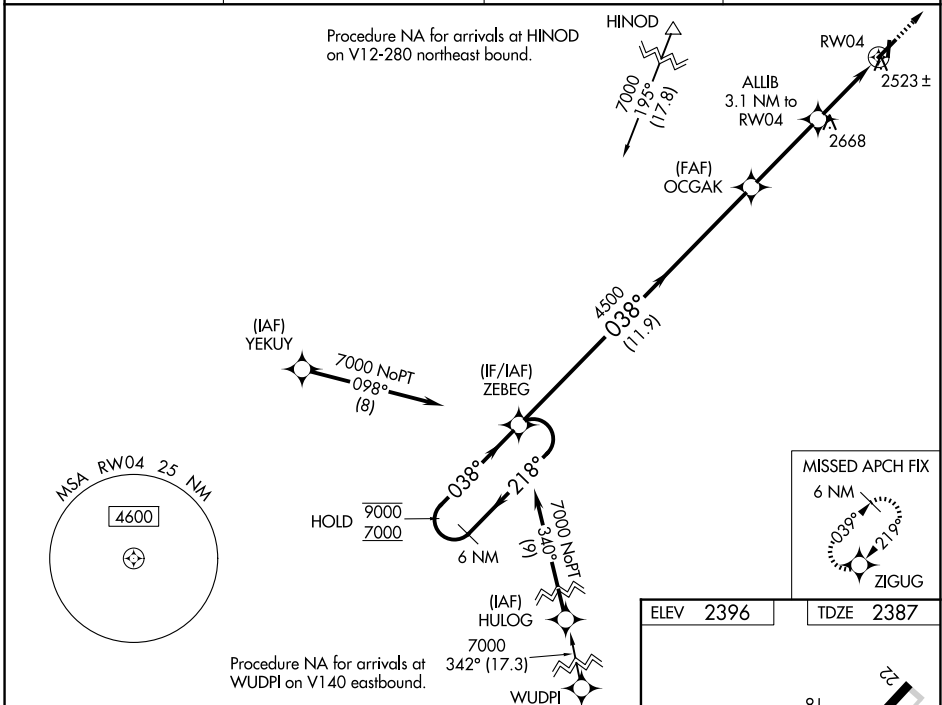 Procedure NA for arrivals at HINOD
on V12-280 northeast bound.
HINOD
7000
195°
(17.8)
RW04
2523 ±
ALLIB
3.1 NM to
RW04
2668
(FAF)
OCGAK
4500
038°
(11.9)
(IAF)
YEKUY
7000 NoPT
098°
(8)
(IF/IAF)
ZEBEG
038°
218°
HOLD
9000
7000
6 NM
7000 NoPT
340°
(9)
(IAF)
HULOG
7000
342° (17.3)
WUDPI
Procedure NA for arrivals at
WUDPI on V140 eastbound.
MSA RW04 25 NM
4600
MISSED APCH FIX
6 NM
039°
219°
ZIGUG
ELEV 2396
TDZE 2387
22